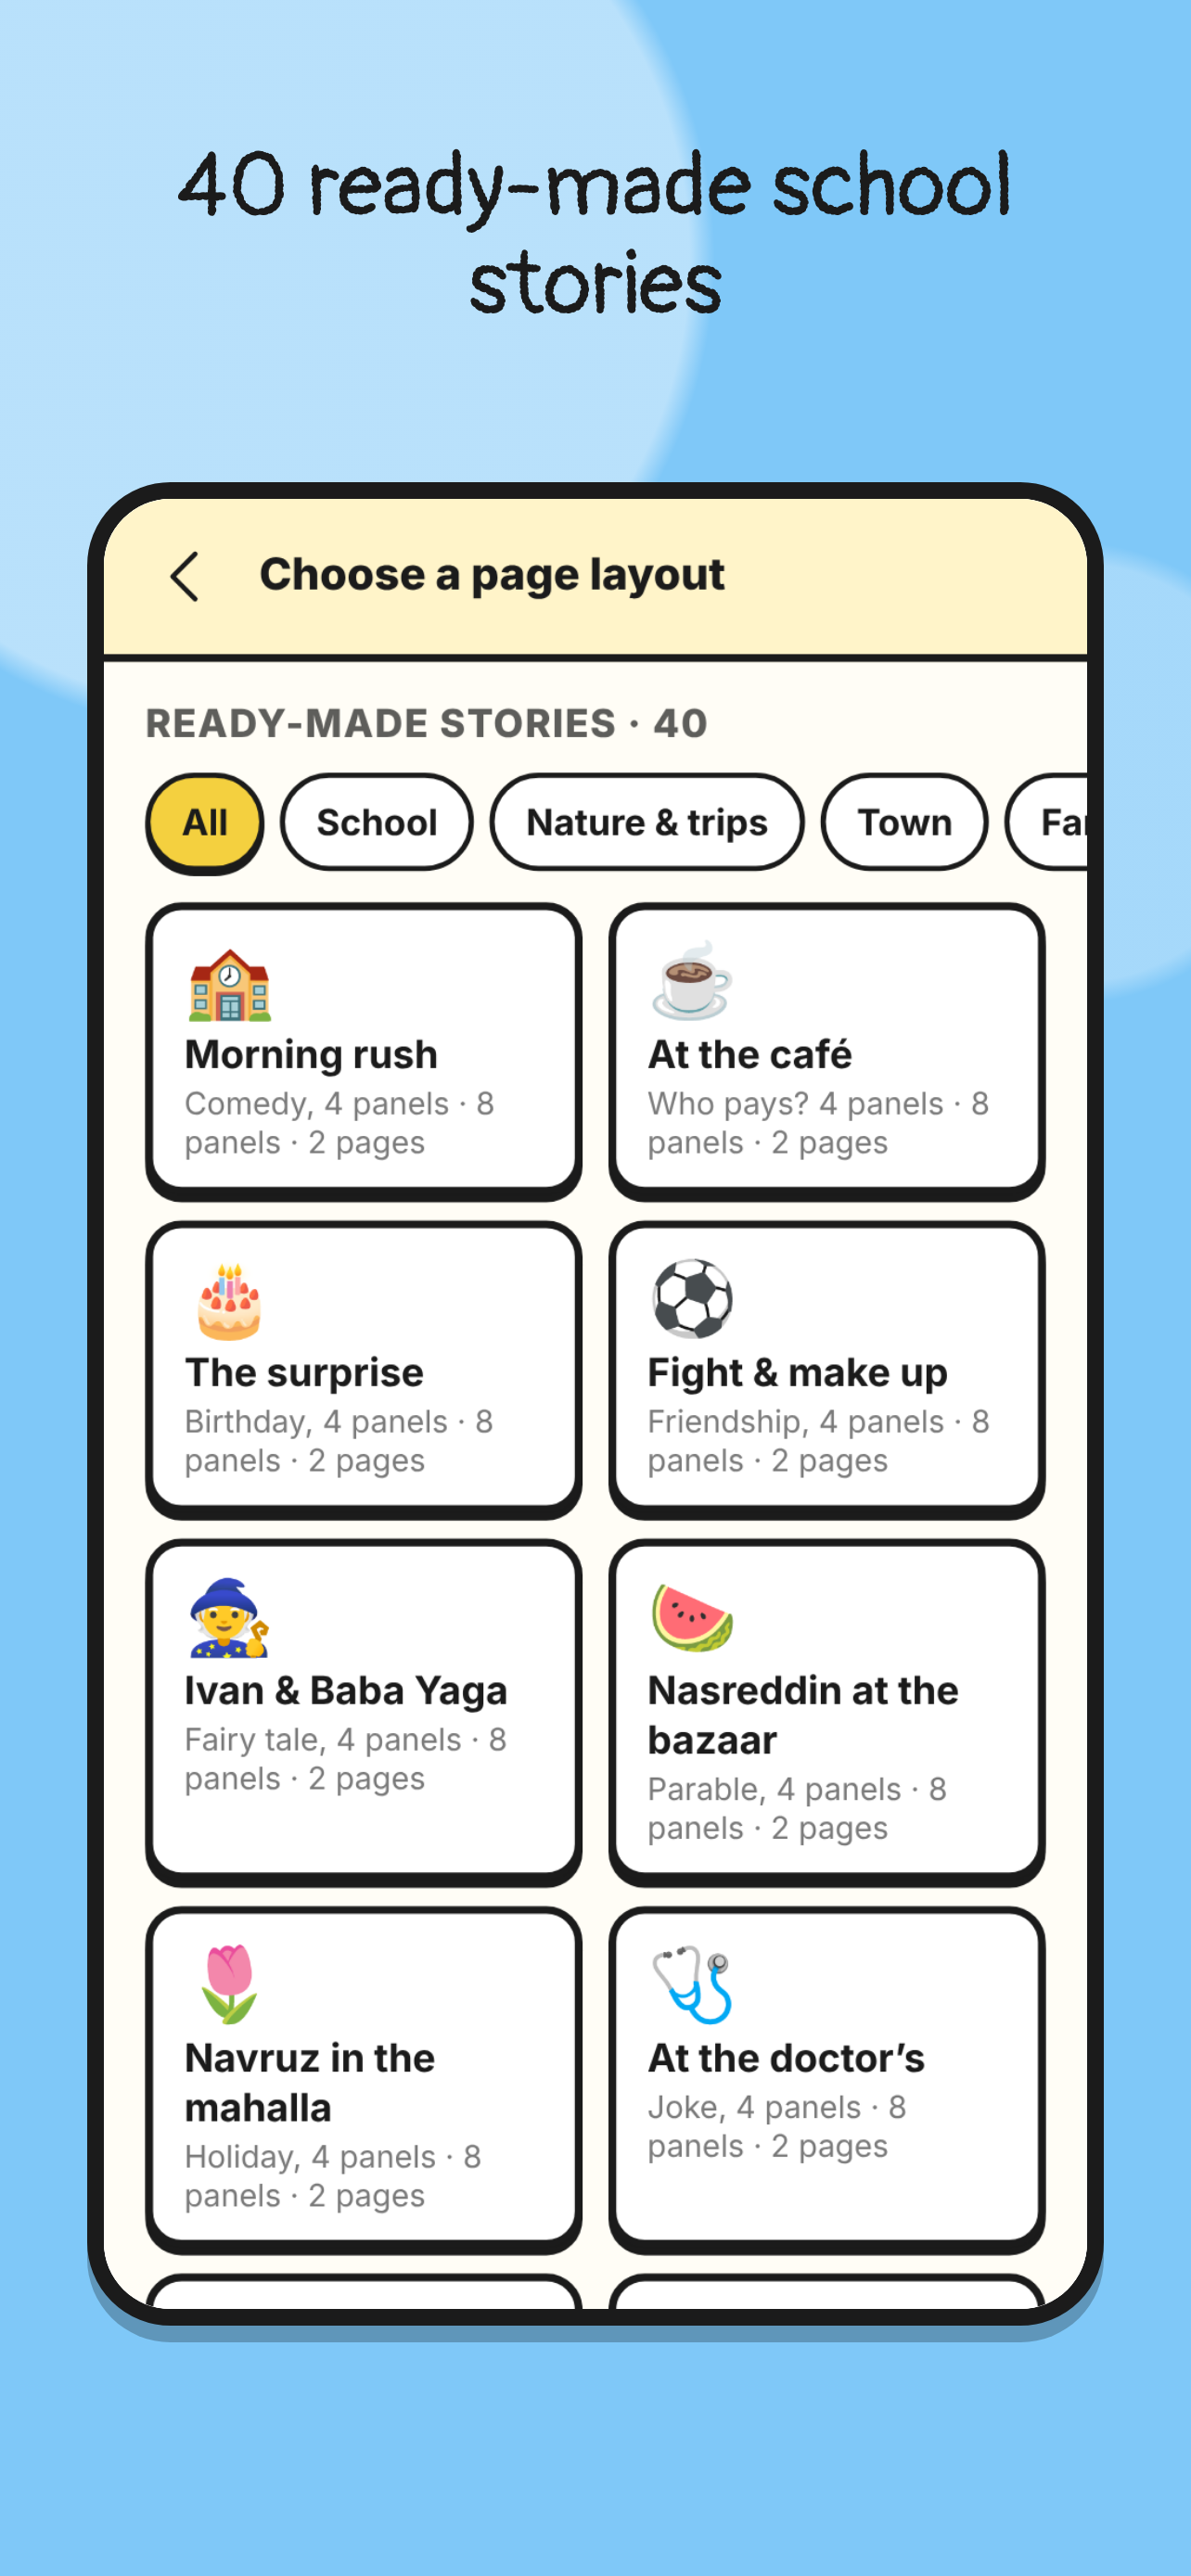 40 ready-made school
stories
Choose a page layout
READY-MADE STORIES · 40
All
School
Nature & trips
Town
Morning rush
Comedy, 4 panels · 8
panels · 2 pages
At the café
Who pays? 4 panels · 8
panels · 2 pages
The surprise
Birthday, 4 panels · 8
panels · 2 pages
Fight & make up
Friendship, 4 panels · 8
panels · 2 pages
Ivan & Baba Yaga
Fairy tale, 4 panels · 8
panels · 2 pages
Nasreddin at the
bazaar
Parable, 4 panels · 8
panels · 2 pages
Navruz in the
mahalla
Holiday, 4 panels · 8
panels · 2 pages
At the doctor’s
Joke, 4 panels · 8
panels · 2 pages